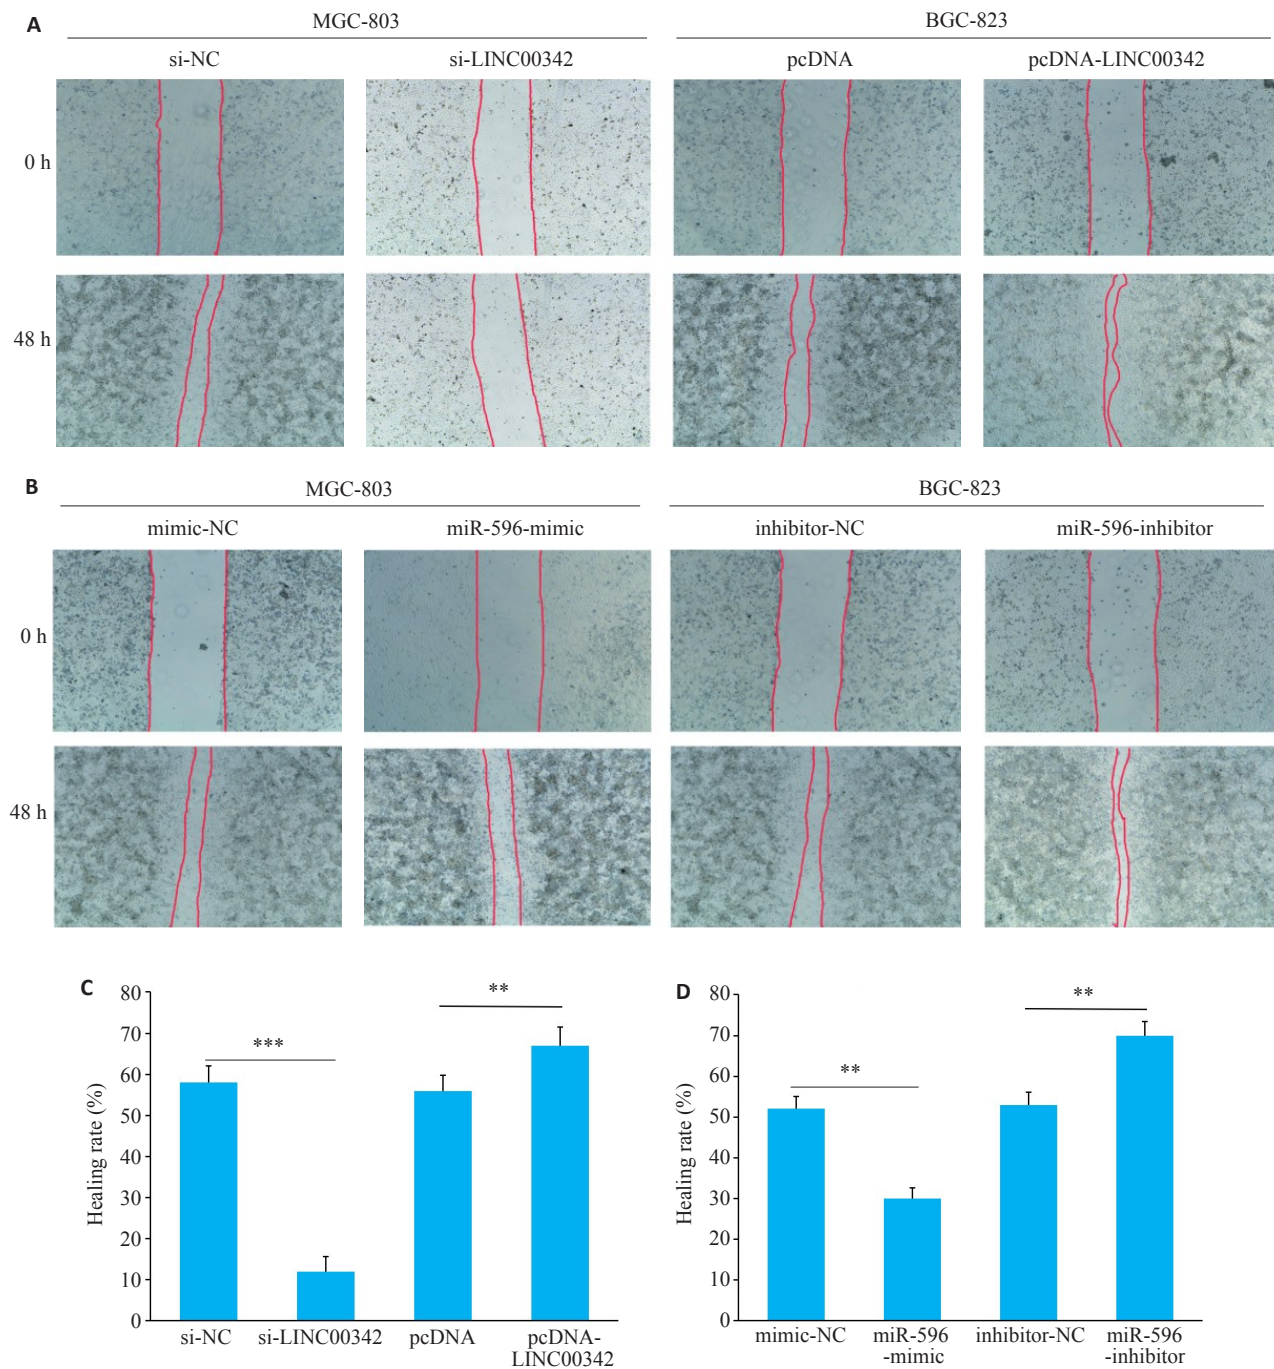 A
MGC-803
BGC-823
si-NC
si-LINC00342
pcDNA
pcDNA-LINC00342
0 h
48 h
B
MGC-803
BGC-823
mimic-NC
miR-596-mimic
inhibitor-NC
miR-596-inhibitor
0 h
48 h
C
Healing rate (%)
80
70
60
50
40
30
20
10
0
***
**
si-NC
si-LINC00342
pcDNA
pcDNA-
LINC00342
D
Healing rate (%)
80
70
60
50
40
30
20
10
0
**
**
mimic-NC
miR-596
-mimic
inhibitor-NC
miR-596
-inhibitor